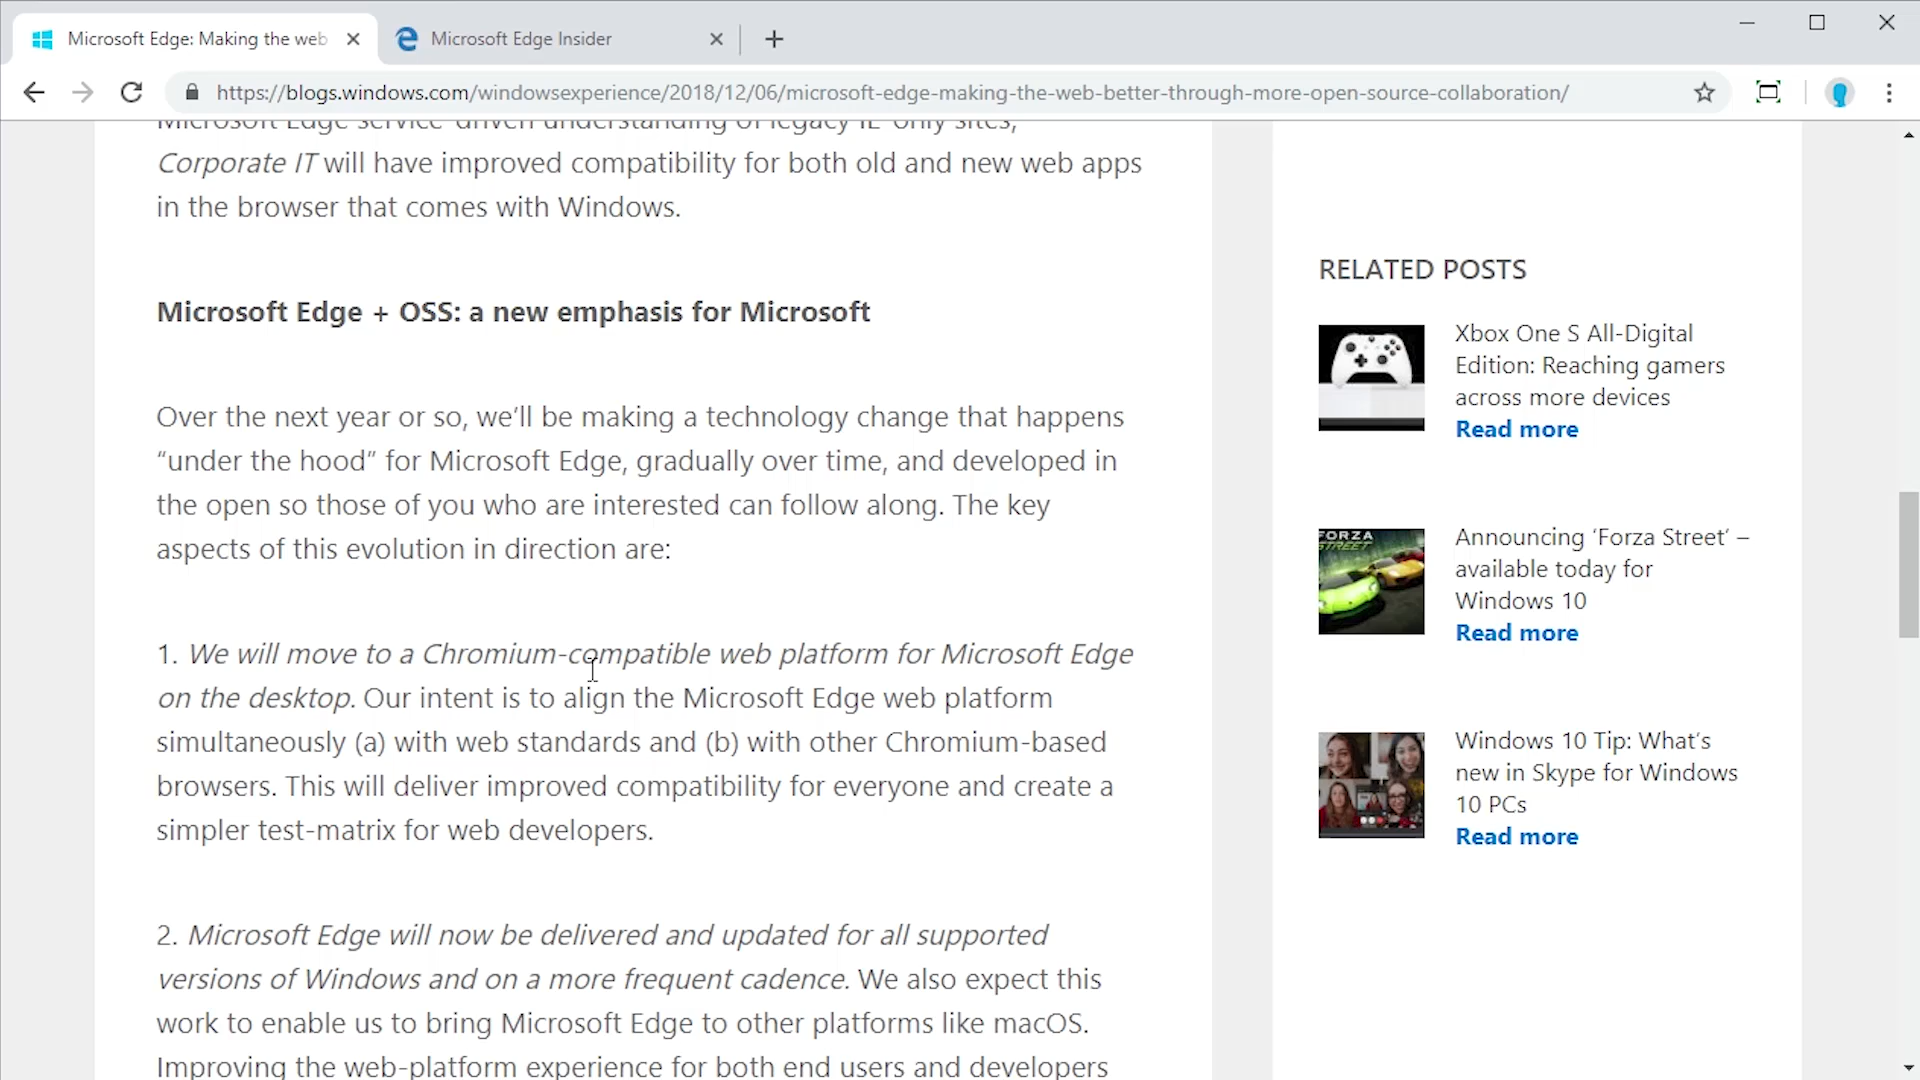 Microsoft Edge: Making the web
Microsoft Edge Insider
https://blogs.windows.com/windowsexperience/2018/12/06/microsoft-edge-making-the-web-better-through-more-open-source-collaboration/
Microsoft Edge service-driven understanding of legacy IE-only sites,
Corporate IT will have improved compatibility for both old and new web apps
in the browser that comes with Windows.
Microsoft Edge + OSS: a new emphasis for Microsoft
Over the next year or so, we’ll be making a technology change that happens
“under the hood” for Microsoft Edge, gradually over time, and developed in
the open so those of you who are interested can follow along. The key
aspects of this evolution in direction are:
1. We will move to a Chromium-compatible web platform for Microsoft Edge
on the desktop. Our intent is to align the Microsoft Edge web platform
simultaneously (a) with web standards and (b) with other Chromium-based
browsers. This will deliver improved compatibility for everyone and create a
simpler test-matrix for web developers.
2. Microsoft Edge will now be delivered and updated for all supported
versions of Windows and on a more frequent cadence. We also expect this
work to enable us to bring Microsoft Edge to other platforms like macOS.
Improving the web-platform experience for both end users and developers
RELATED POSTS
Xbox One S All-Digital
Edition: Reaching gamers
across more devices
Read more
FORZA
STREET
Announcing ‘Forza Street’ –
available today for
Windows 10
Read more
Windows 10 Tip: What’s
new in Skype for Windows
10 PCs
Read more